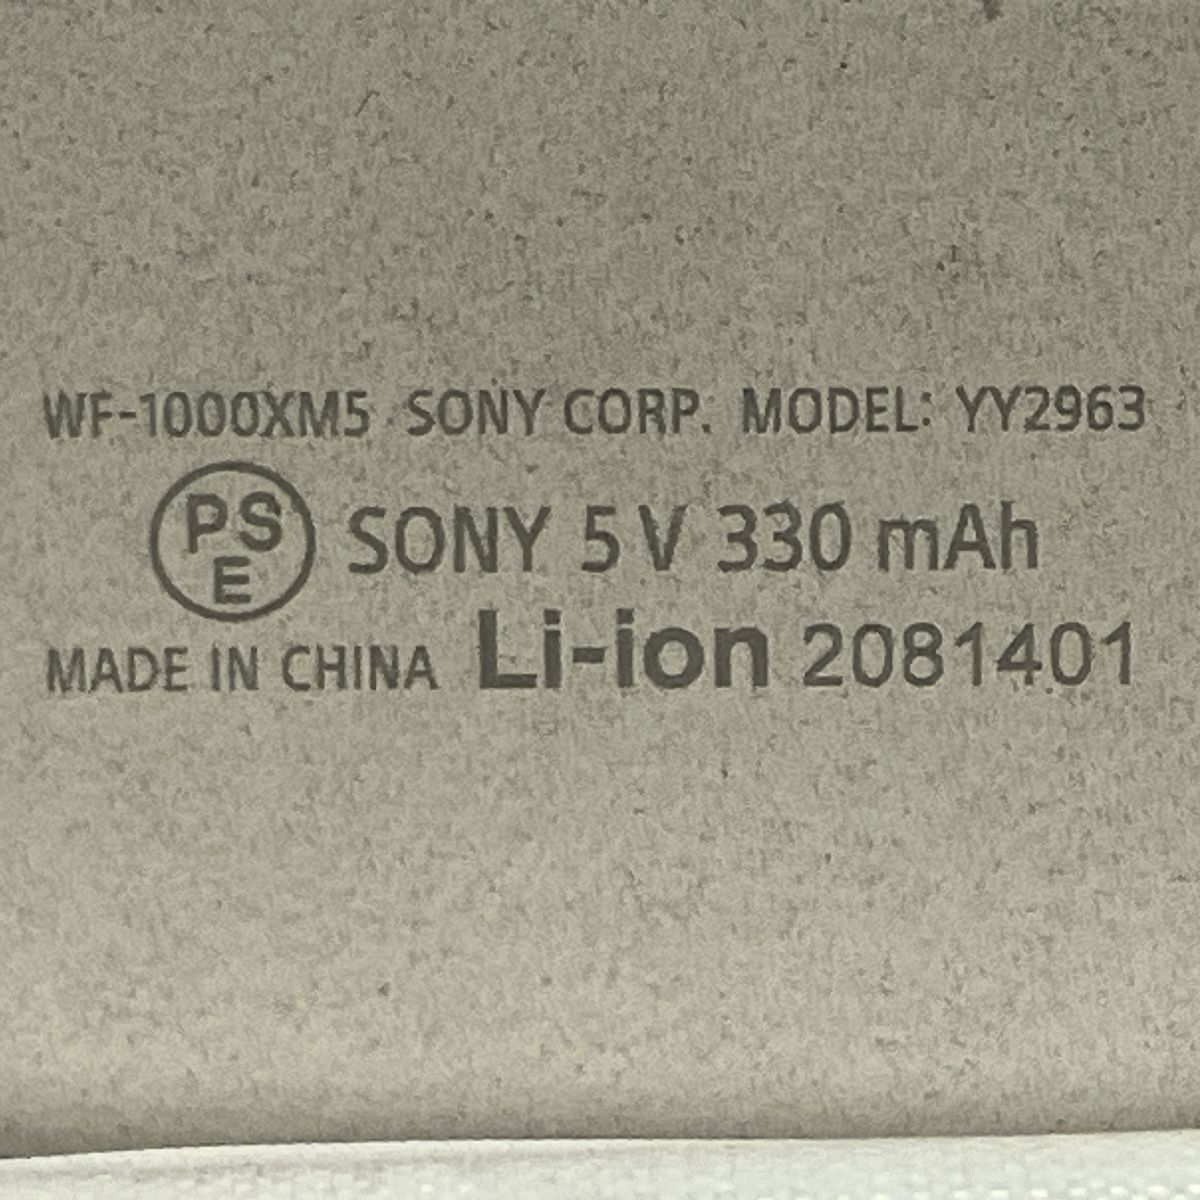 WF-1000XM5 SONY CORP. MODEL: YY2963
PS
E
SONY 5 V 330 mAh
MADE IN CHINA Li-ion 2081401